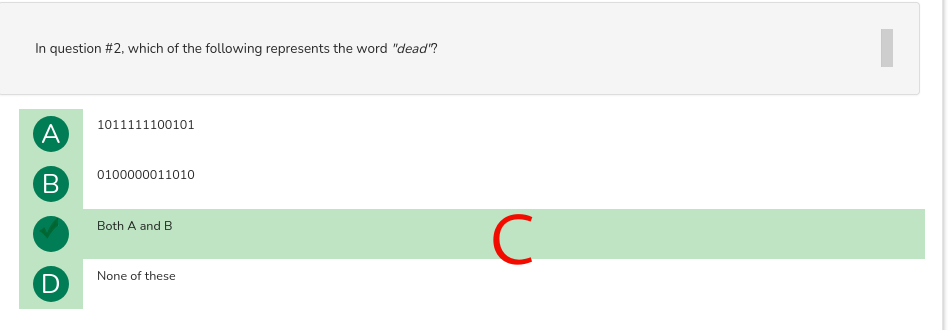 In question #2, which of the following represents the word "dead"?
A 1011111100101
B 0100000011010
Both A and B
C
D None of these